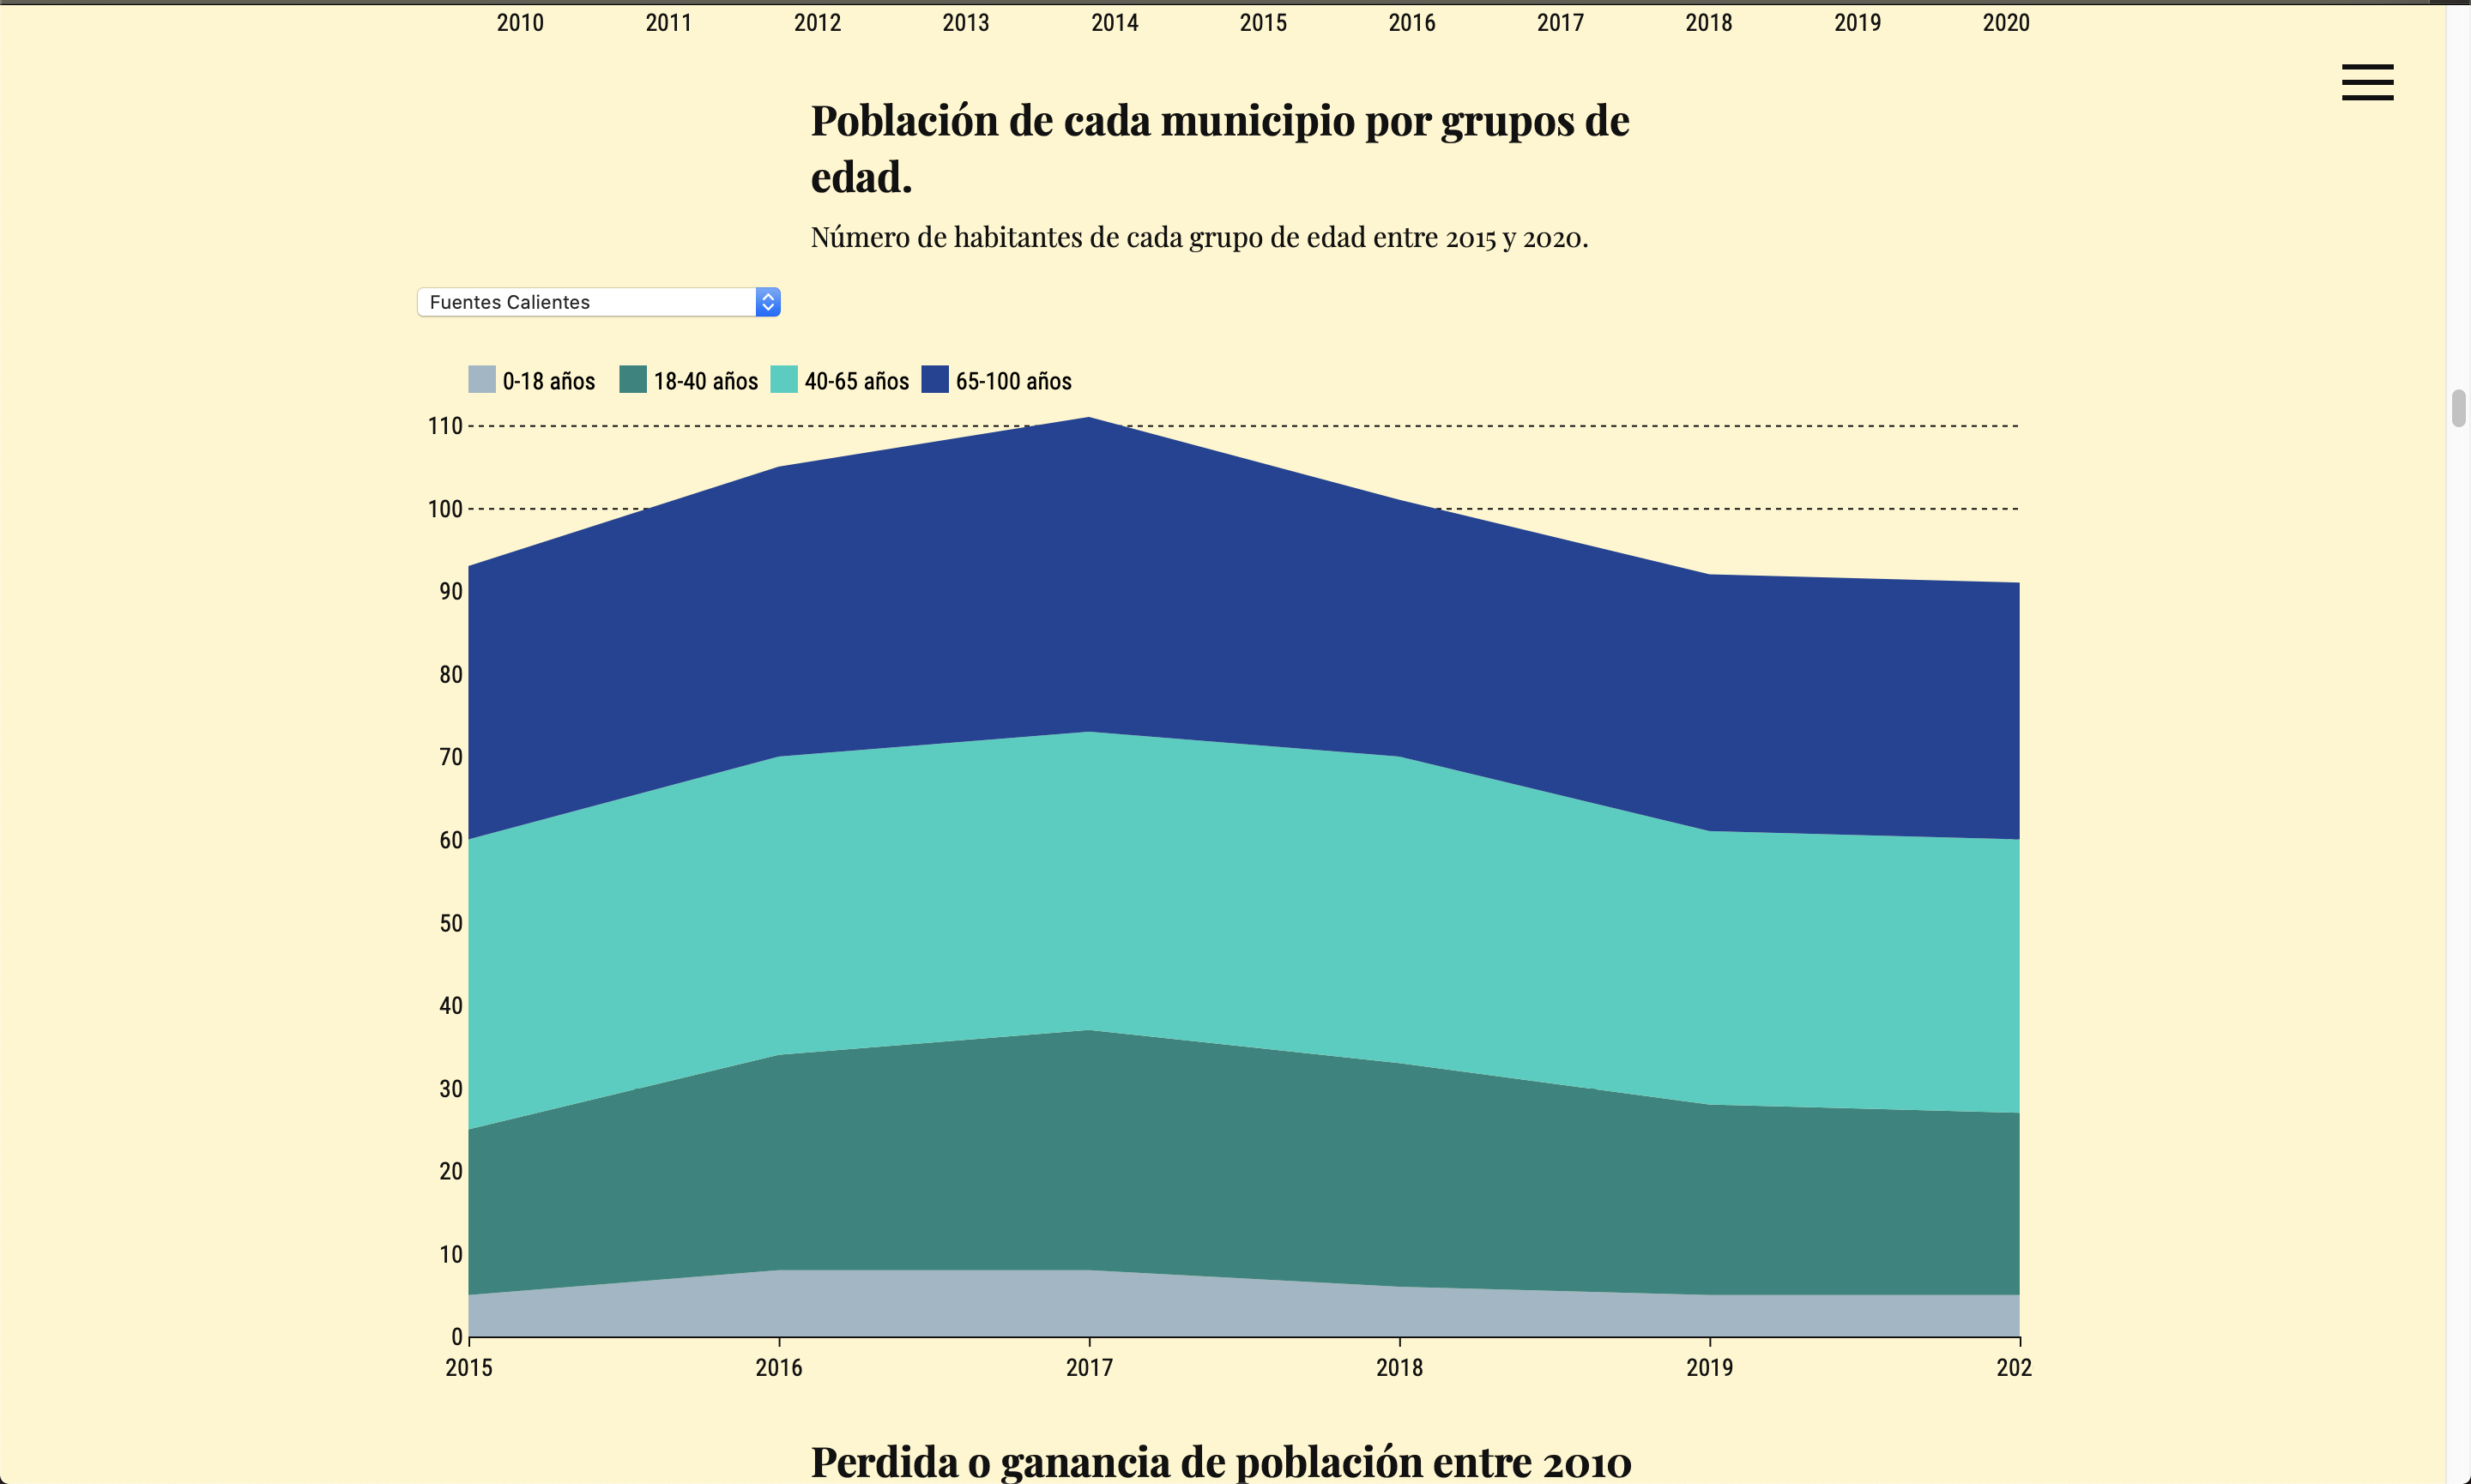 2010 2011 2012 2013 2014 2015 2016 2017 2018 2019 2020
Población de cada municipio por grupos de
edad.
Número de habitantes de cada grupo de edad entre 2015 y 2020.
Fuentes Calientes
0-18 años 18-40 años 40-65 años 65-100 años
110
100
90
80
70
60
50
40
30
20
10
0
2015 2016 2017 2018 2019 202
Perdida o ganancia de población entre 2010